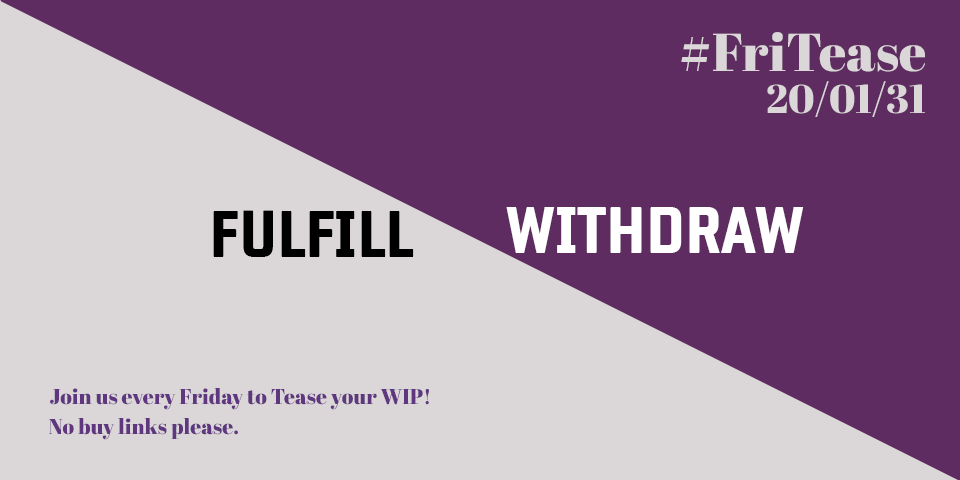 #FriTease
20/01/31
FULFILL
WITHDRAW
Join us every Friday to Tease your WIP!
No buy links please.